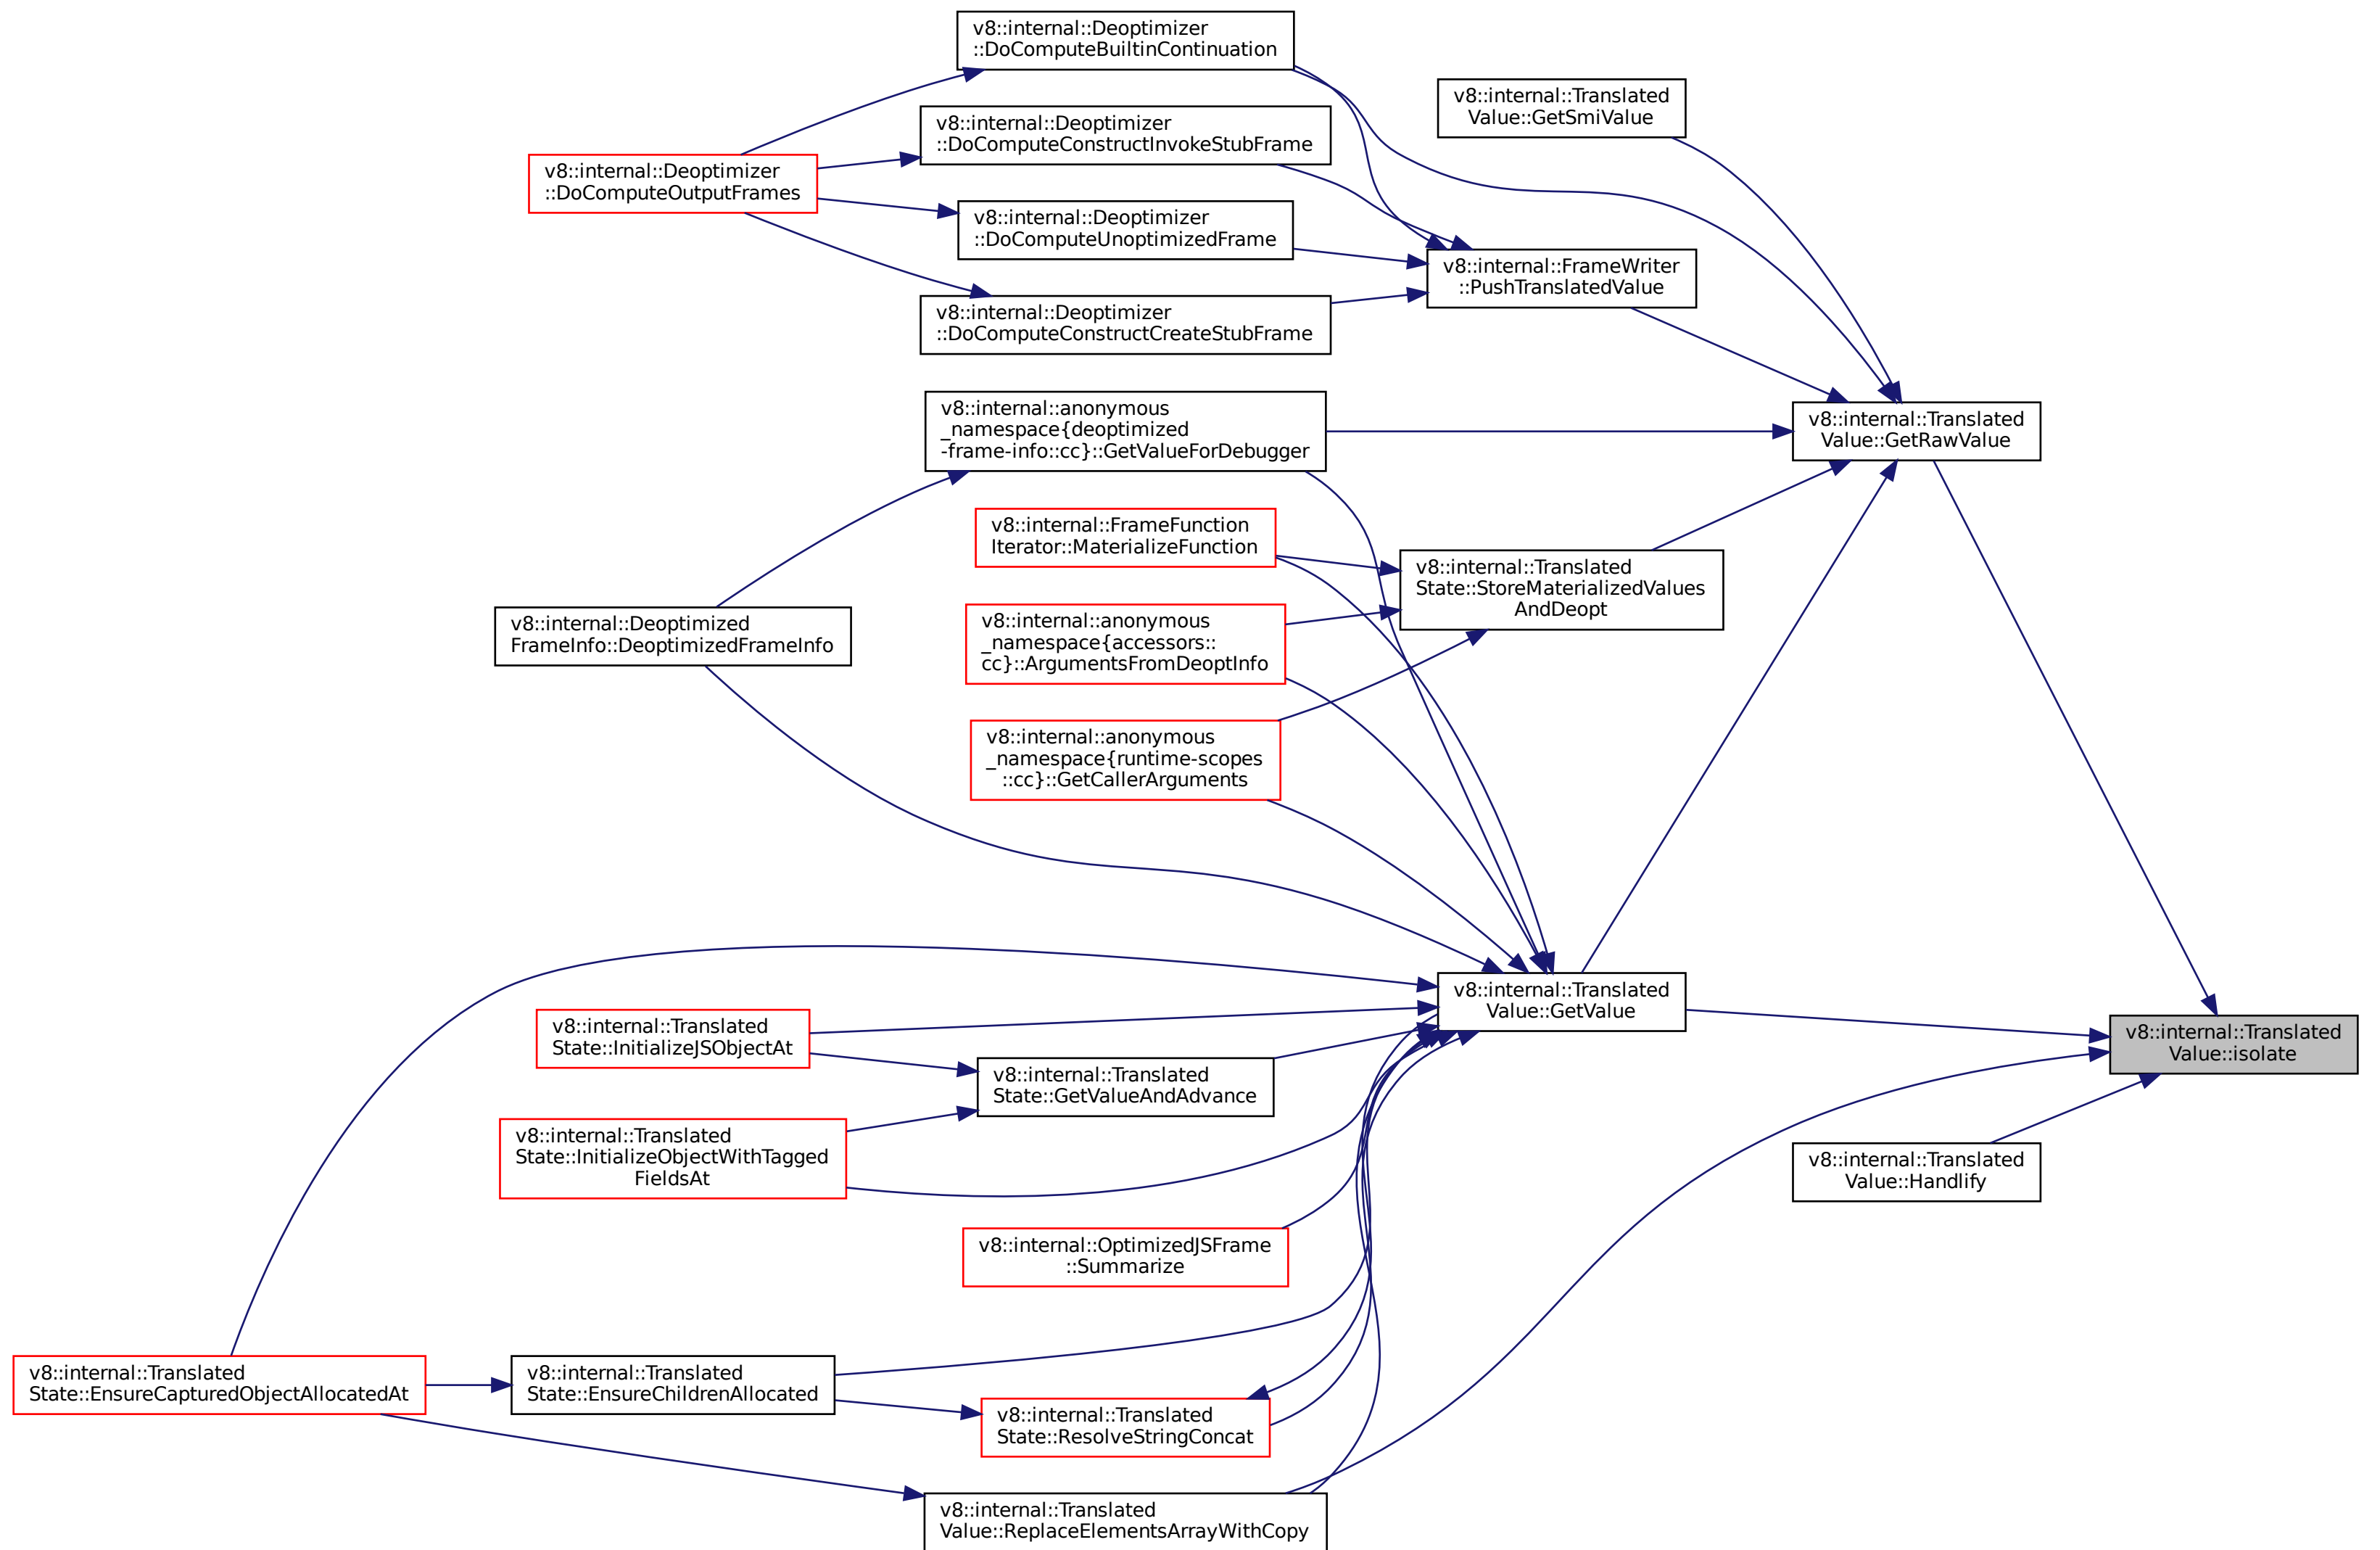 v8::internal::Deoptimizer
::DoComputeBuiltinContinuation
v8::internal::Translated
Value::GetSmiValue
v8::internal::Deoptimizer
::DoComputeConstructInvokeStubFrame
v8::internal::Deoptimizer
::DoComputeOutputFrames
v8::internal::Deoptimizer
::DoComputeUnoptimizedFrame
v8::internal::FrameWriter
::PushTranslatedValue
v8::internal::Deoptimizer
::DoComputeConstructCreateStubFrame
v8::internal::anonymous
_namespace{deoptimized
-frame-info::cc}::GetValueForDebugger
v8::internal::Translated
Value::GetRawValue
v8::internal::FrameFunction
Iterator::MaterializeFunction
v8::internal::Translated
State::StoreMaterializedValues
AndDeopt
v8::internal::Deoptimized
FrameInfo::DeoptimizedFrameInfo
v8::internal::anonymous
_namespace{accessors::
cc}::ArgumentsFromDeoptInfo
v8::internal::anonymous
_namespace{runtime-scopes
::cc}::GetCallerArguments
v8::internal::Translated
Value::GetValue
v8::internal::Translated
State::InitializeJSObjectAt
v8::internal::Translated
Value::isolate
v8::internal::Translated
State::GetValueAndAdvance
v8::internal::Translated
State::InitializeObjectWithTagged
FieldsAt
v8::internal::Translated
Value::Handlify
v8::internal::OptimizedJSFrame
::Summarize
v8::internal::Translated
State::EnsureCapturedObjectAllocatedAt
v8::internal::Translated
State::EnsureChildrenAllocated
v8::internal::Translated
State::ResolveStringConcat
v8::internal::Translated
Value::ReplaceElementsArrayWithCopy